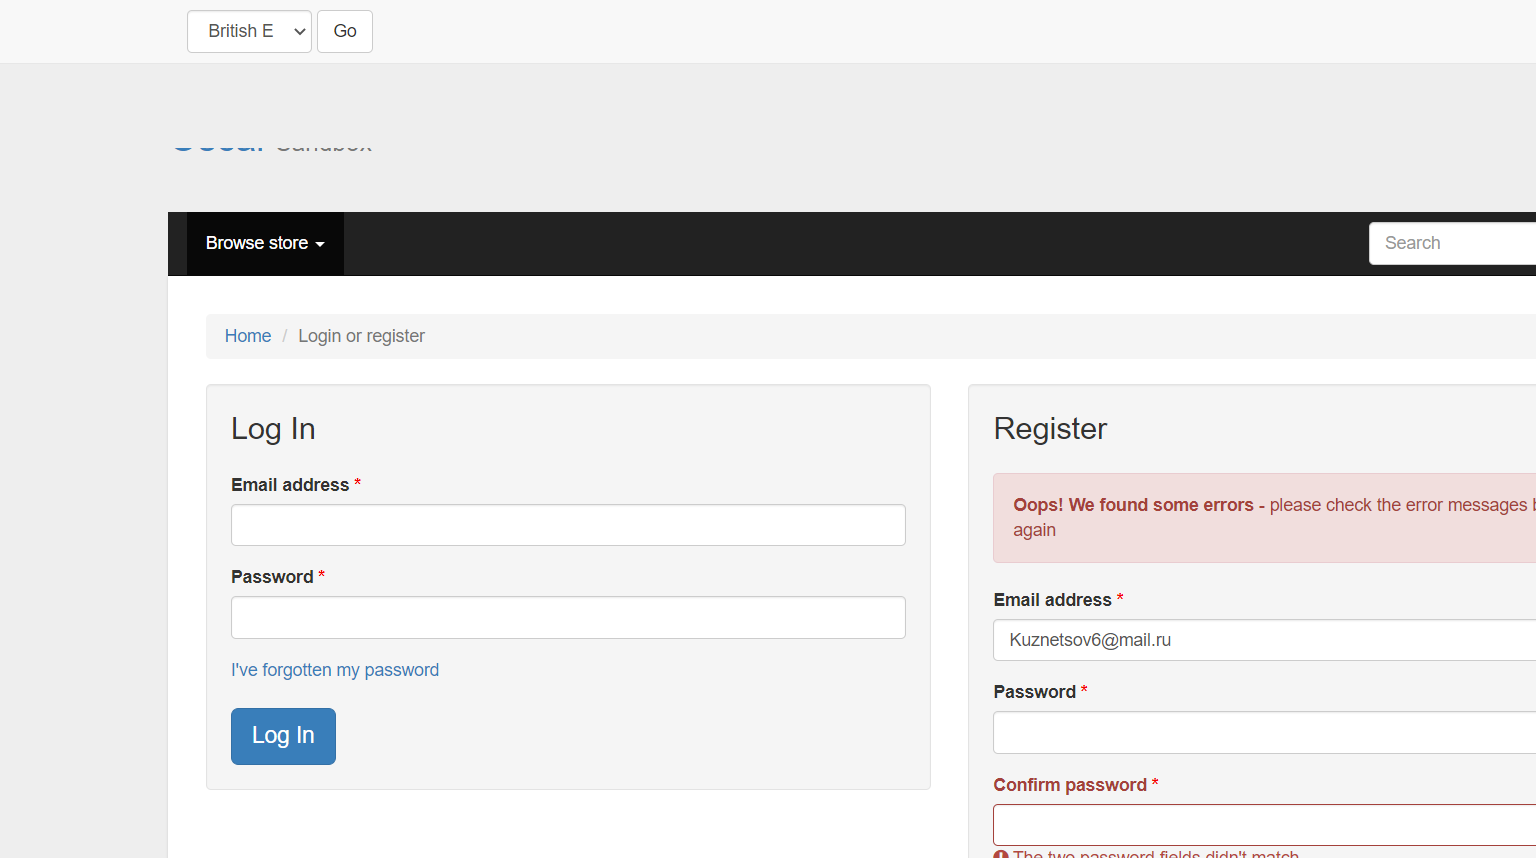 British E
Go
Sandbox
Browse store
Search
Home / Login or register
Log In
Email address *
Password *
I've forgotten my password
Log In
Register
Oops! We found some errors - please check the error messages
again
Email address *
Kuznetsov6@mail.ru
Password *
Confirm password *
The two password fields didn't match